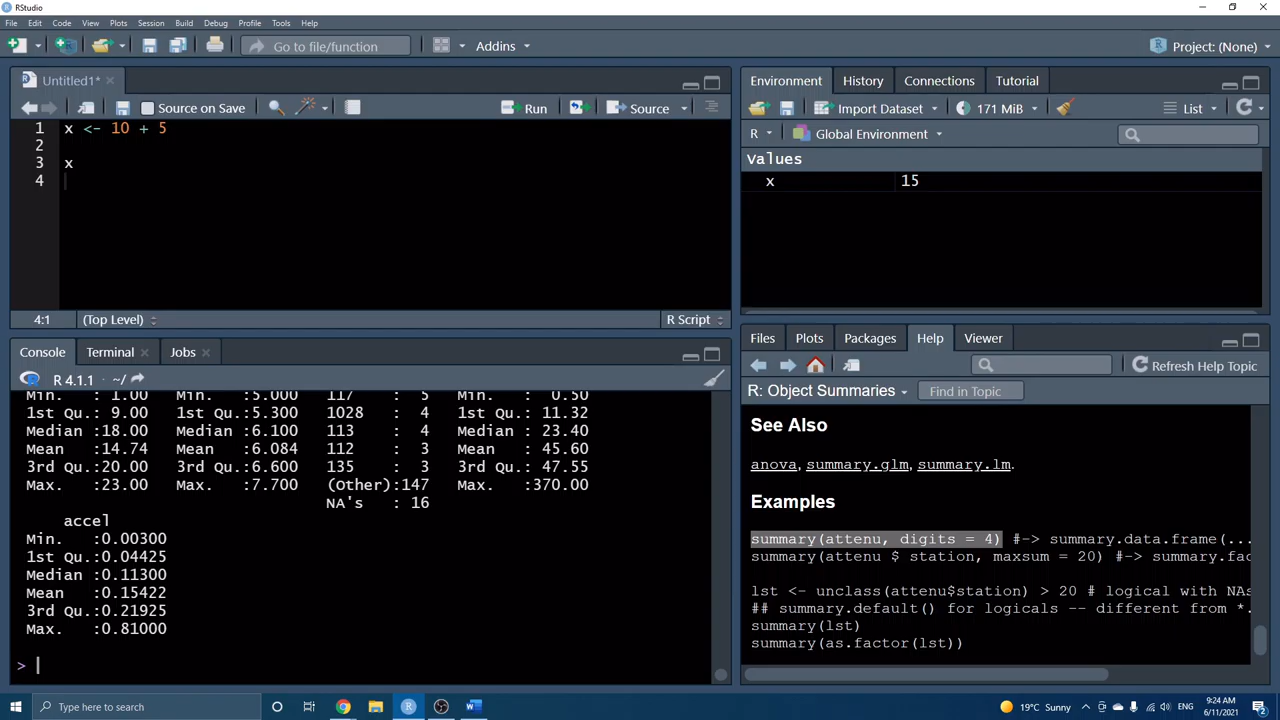 RStudio
File Edit Code View Plots Session Build Debug Profile Tools Help
Go to file/function Addins Project: (None)
Untitled1*
Source on Save Run Source
1 x <- 10 + 5
2
3 x
4
4:1 (Top Level) R Script
Console Terminal Jobs
R 4.1.1 · ~/
Min. : 1.00 Min. :5.000 117 : 5 Min. : 0.50
1st Qu.: 9.00 1st Qu.:5.300 1028 : 4 1st Qu.: 11.32
Median :18.00 Median :6.100 113 : 4 Median : 23.40
Mean :14.74 Mean :6.084 112 : 3 Mean : 45.60
3rd Qu.:20.00 3rd Qu.:6.600 135 : 3 3rd Qu.: 47.55
Max. :23.00 Max. :7.700 (Other):147 Max. :370.00
NA's : 16
accel
Min. :0.00300
1st Qu.:0.04425
Median :0.11300
Mean :0.15422
3rd Qu.:0.21925
Max. :0.81000
>
Environment History Connections Tutorial
Import Dataset 171 MiB List
R Global Environment
Values
x 15
Files Plots Packages Help Viewer
Refresh Help Topic
R: Object Summaries Find in Topic
See Also
anova, summary.glm, summary.lm.
Examples
summary(attenu, digits = 4) #-> summary.data.frame(...
summary(attenu $ station, maxsum = 20) #-> summary.fac
lst <- unclass(attenu$station) > 20 # logical with NAs
## summary.default() for logicals -- different from *.
summary(lst)
summary(as.factor(lst))
Type here to search 19°C Sunny 9:24 AM
6/11/2021